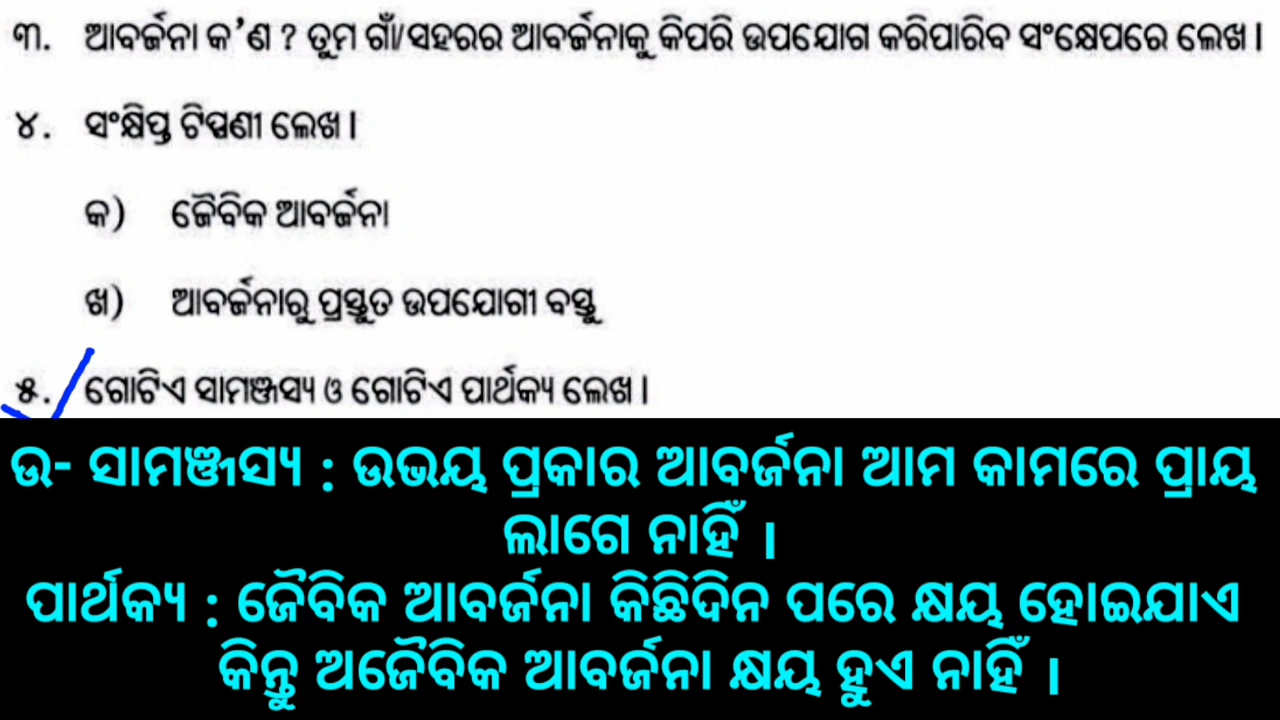 ୩. ଆବର୍ଜନା କ'ଣ ? ତୁମ ଗାଁ/ସହରର ଆବର୍ଜନାକୁ କିପରି ଉପଯୋଗ କରିପାରିବ ସଂକ୍ଷେପରେ ଲେଖ ।
୪. ସଂକ୍ଷିପ୍ତ ଟିପ୍ପଣୀ ଲେଖ ।
କ) ଜୈବିକ ଆବର୍ଜନା
ଖ) ଆବର୍ଜନାରୁ ପ୍ରସ୍ତୁତ ଉପଯୋଗୀ ବସ୍ତୁ
୫. ଗୋଟିଏ ସାମଞ୍ଜସ୍ୟ ଓ ଗୋଟିଏ ପାର୍ଥକ୍ୟ ଲେଖ ।
ଉ- ସାମଞ୍ଜସ୍ୟ : ଉଭୟ ପ୍ରକାର ଆବର୍ଜନା ଆମ କାମରେ ପ୍ରାୟ
ଲାଗେ ନାହିଁ ।
ପାର୍ଥକ୍ୟ : ଜୈବିକ ଆବର୍ଜନା କିଛିଦିନ ପରେ କ୍ଷୟ ହୋଇଯାଏ
କିନ୍ତୁ ଅଜୈବିକ ଆବର୍ଜନା କ୍ଷୟ ହୁଏ ନାହିଁ ।